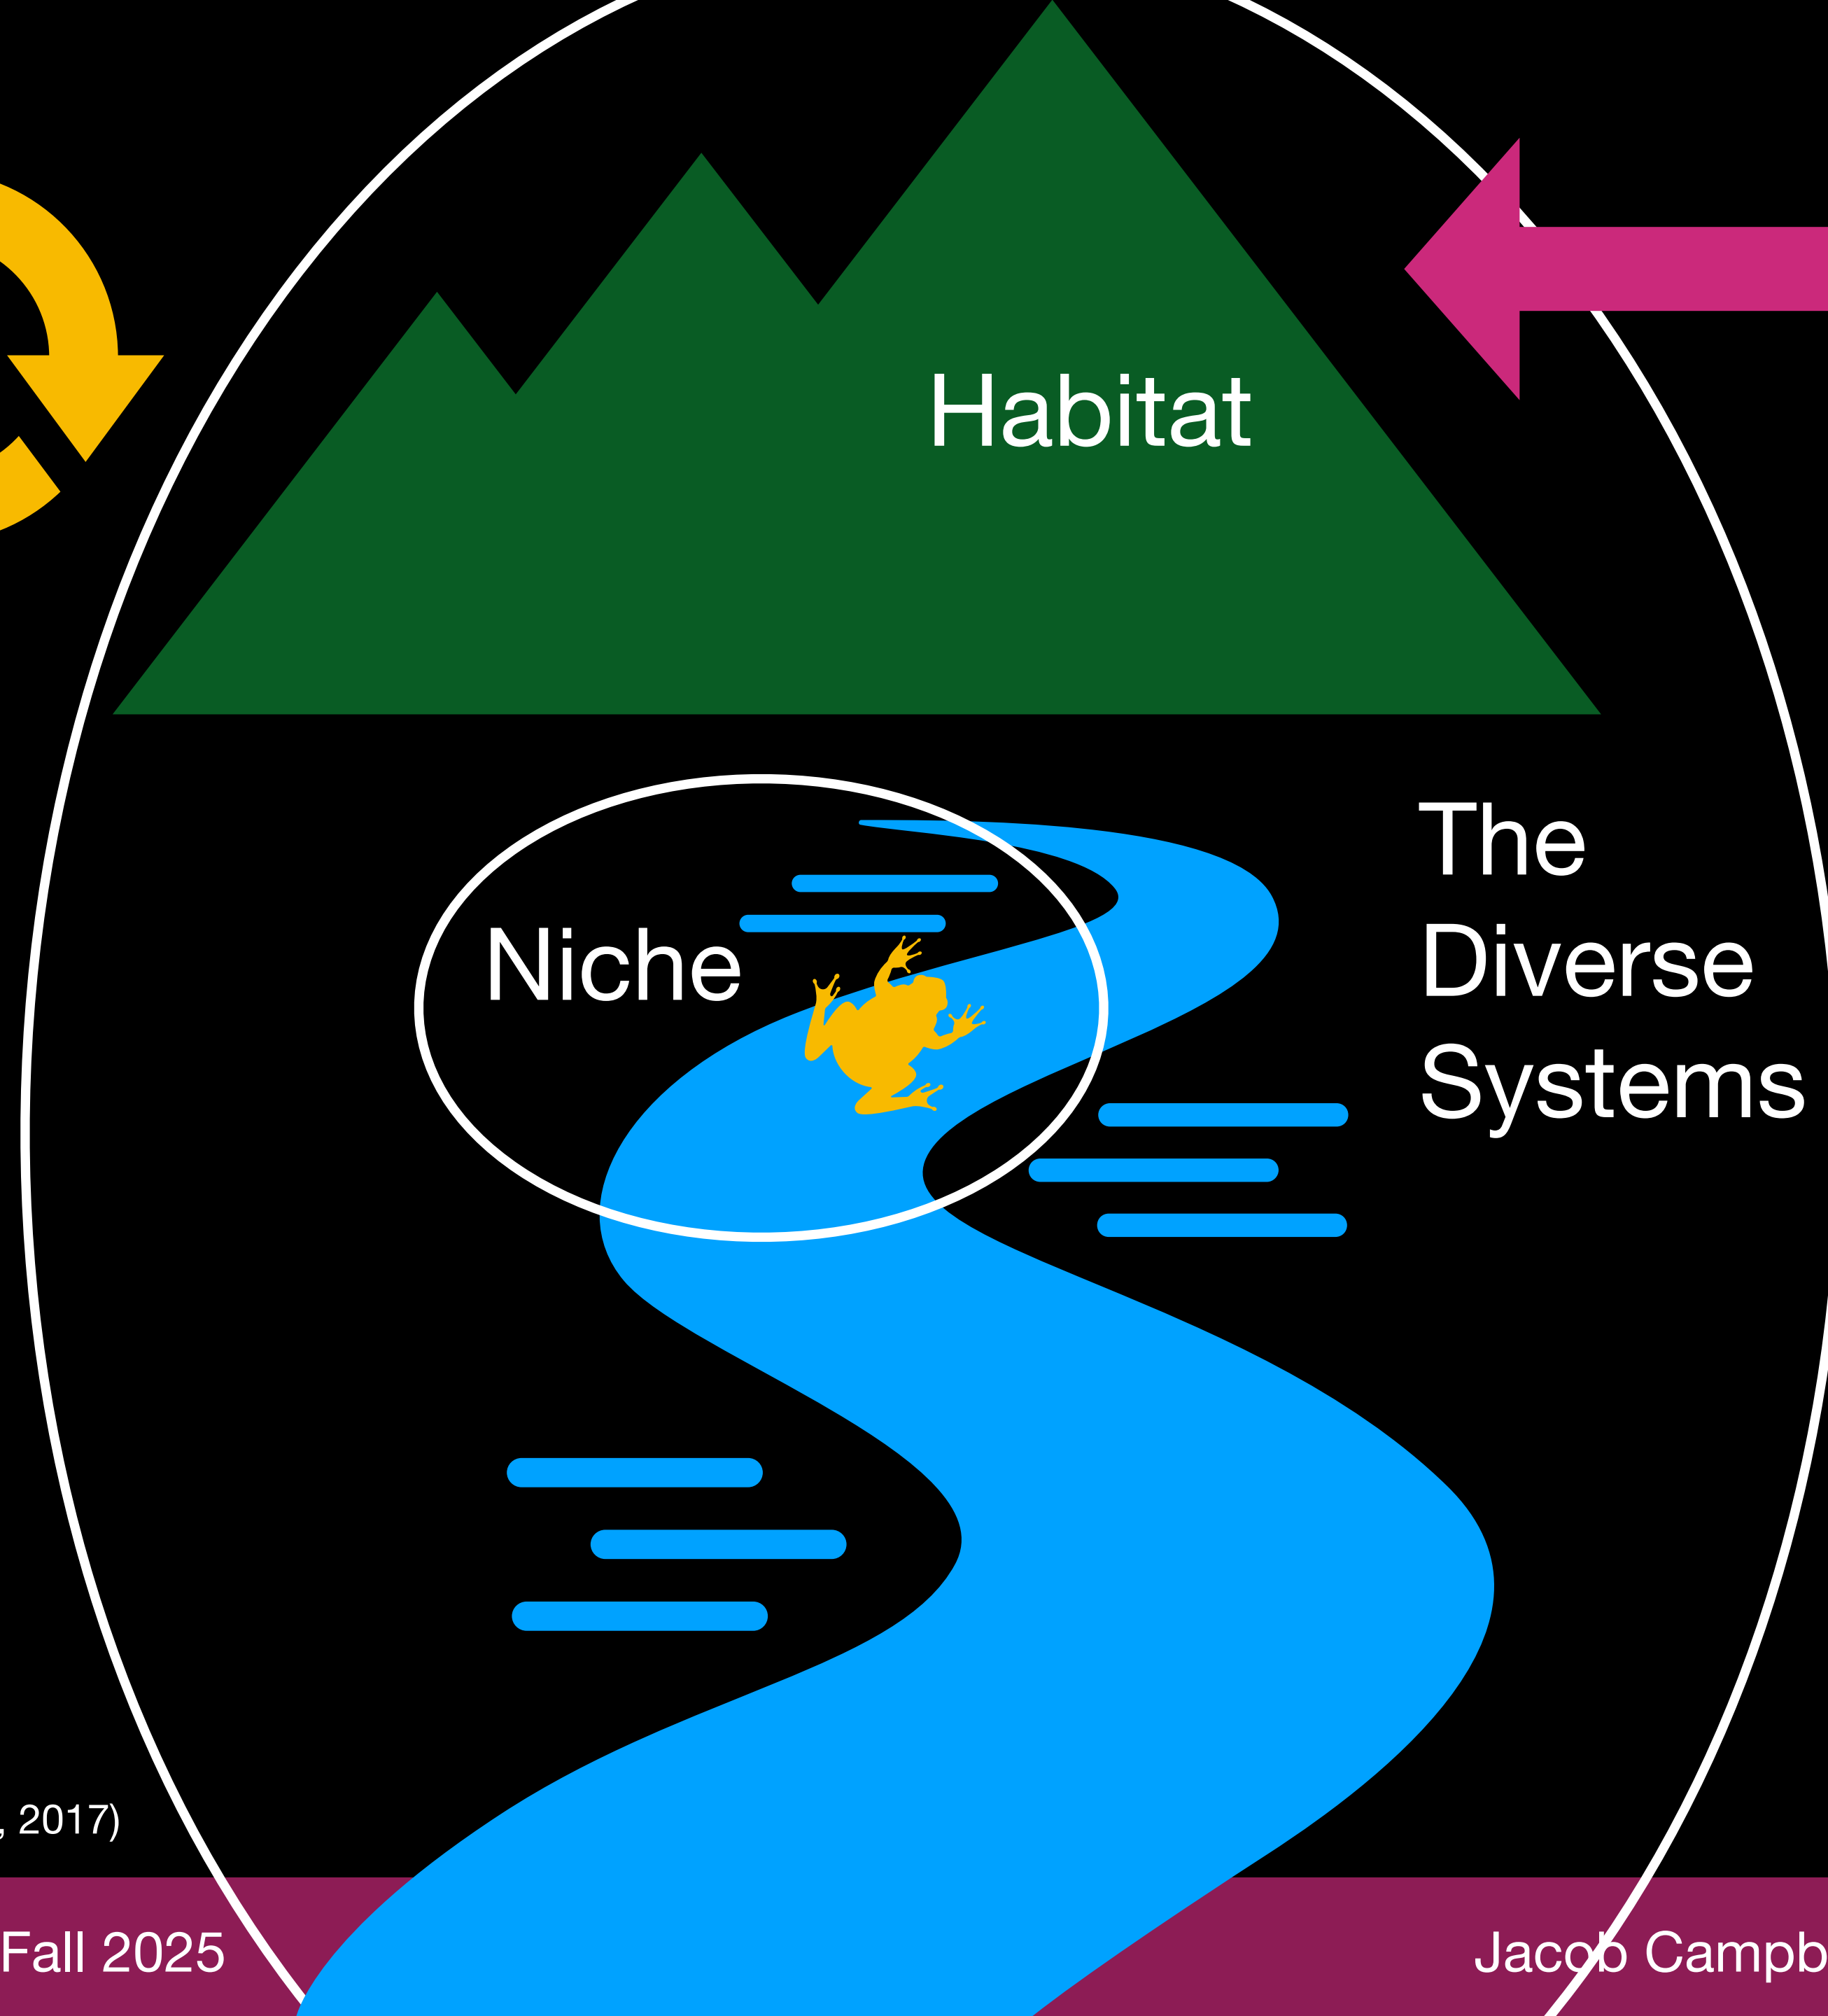 Habitat
Niche
The
Diverse
Systems
, 2017)
Fall 2025
Jacob Campb